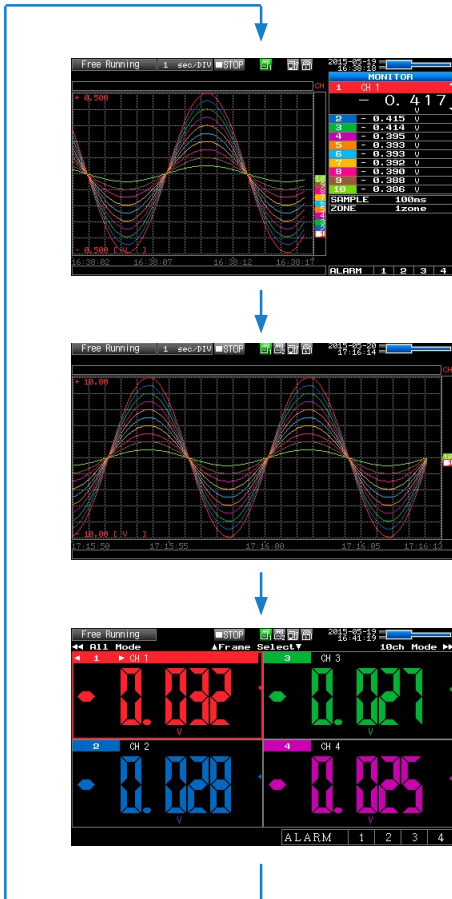 Free Running 1 sec/DIV ■STOP 2015-05-19 16:38:18
CH MONITOR
+ 0.500 1 CH 1
- 0.417
V
2 - 0.415 V
3 - 0.414 V
4 - 0.395 V
5 - 0.393 V
6 - 0.393 V
7 - 0.392 V
8 - 0.390 V
9 - 0.388 V
10 - 0.386 V
SAMPLE 100ms
ZONE 1zone
- 0.500 [ V ]
16:38:02 16:38:07 16:38:12 16:38:17
ALARM 1 2 3 4
Free Running 1 sec/DIV ■STOP 2015-05-20 17:16:14
CH
+ 10.00
- 10.00 [ V ]
17:15:50 17:15:55 17:16:00 17:16:05 17:16:13
Free Running ■STOP 2015-05-19 16:41:19
◀◀ All Mode ▲Frame Select▼ 10ch Mode ▶▶
◀ 1 ▶ CH 1 3 CH 3
- 0.032 - 0.027
V V
2 CH 2 4 CH 4
- 0.028 - 0.025
V V
ALARM 1 2 3 4